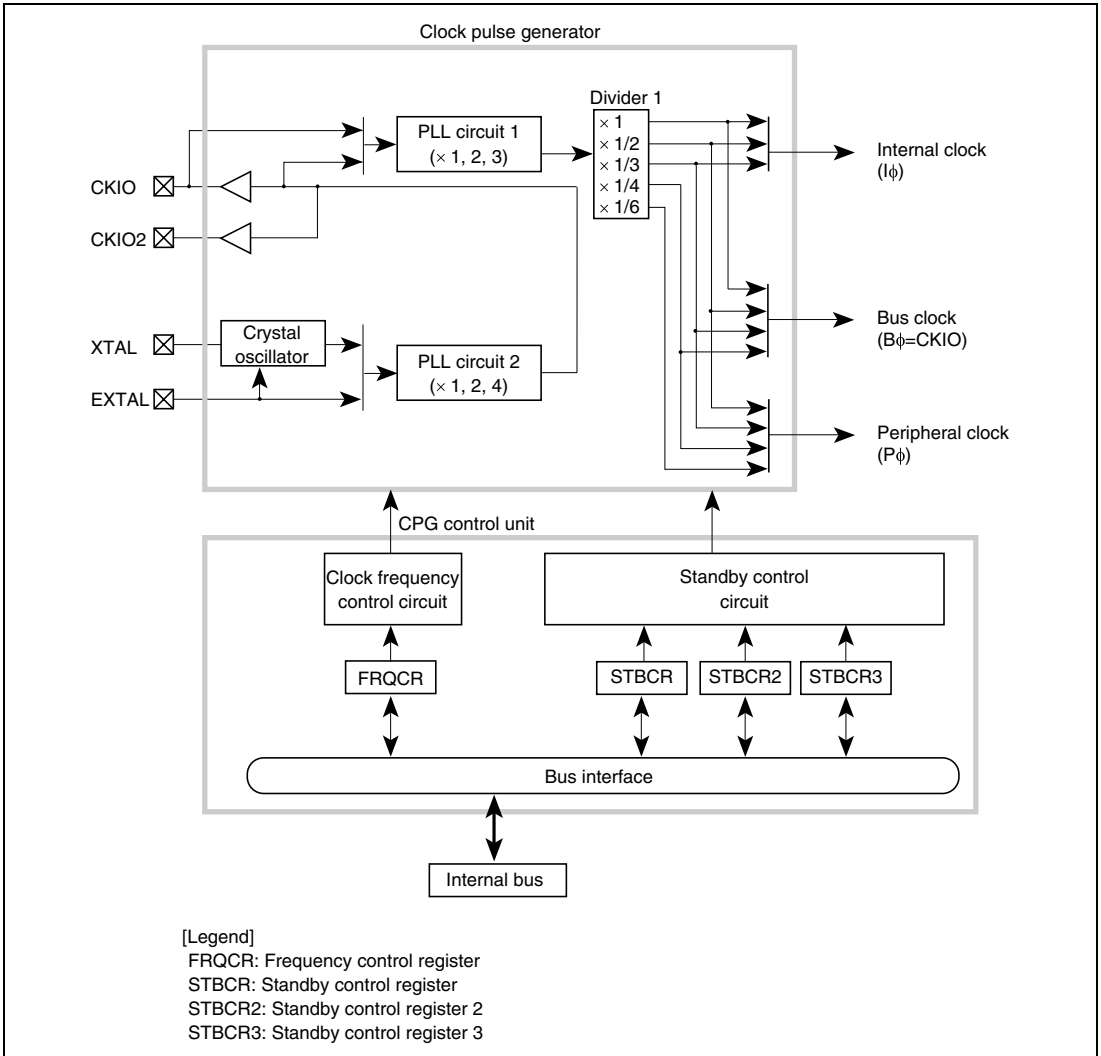 Clock pulse generator
Divider 1
× 1
× 1/2
× 1/3
× 1/4
× 1/6
PLL circuit 1
(× 1, 2, 3)
Internal clock
(Iϕ)
CKIO
CKIO2
Bus clock
(Bϕ=CKIO)
XTAL
Crystal
oscillator
PLL circuit 2
(× 1, 2, 4)
EXTAL
Peripheral clock
(Pϕ)
CPG control unit
Clock frequency
control circuit
Standby control
circuit
FRQCR
STBCR
STBCR2
STBCR3
Bus interface
Internal bus
[Legend]
FRQCR: Frequency control register
STBCR: Standby control register
STBCR2: Standby control register 2
STBCR3: Standby control register 3